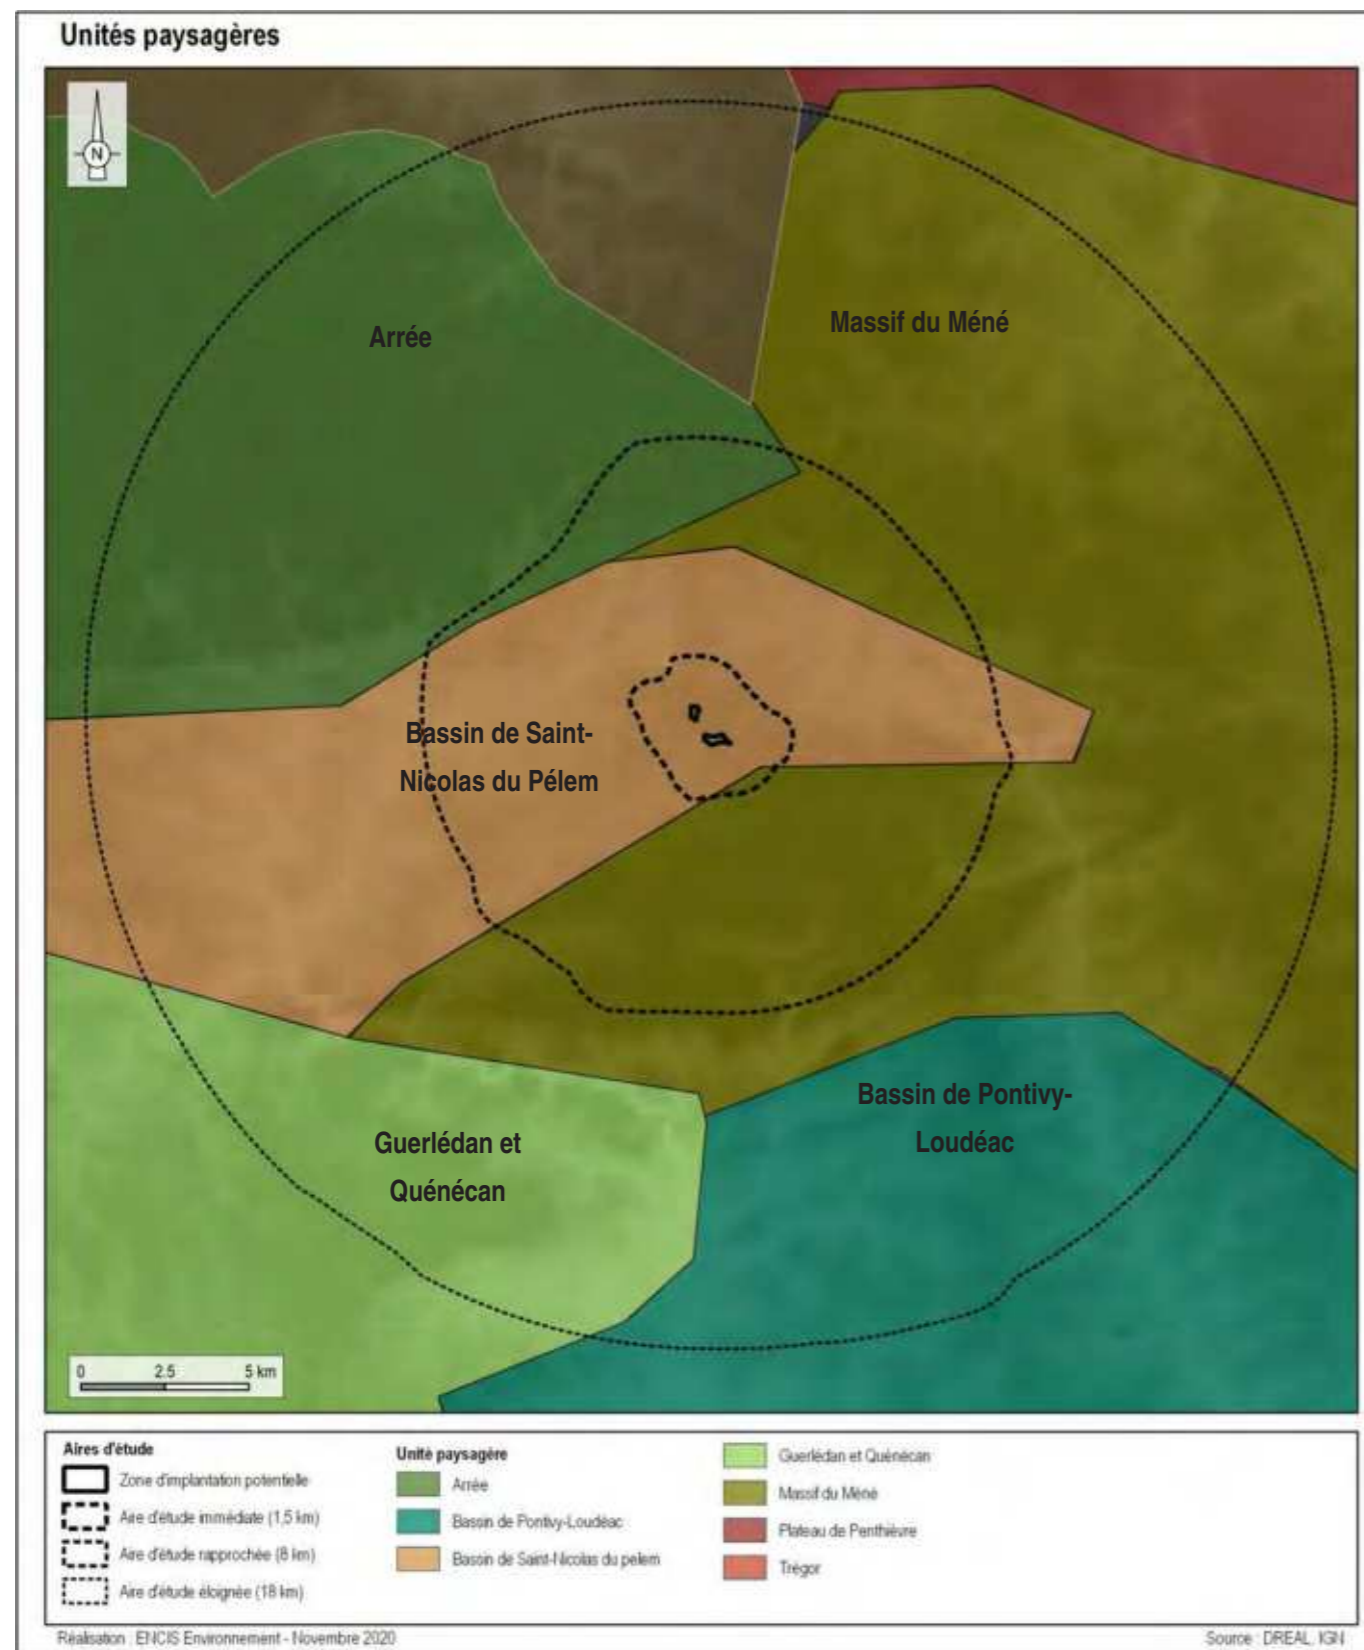 Unités paysagères
N
Arrée
Massif du Méné
Bassin de Saint-
Nicolas du Pélem
Bassin de Pontivy-
Loudéac
Guerlédan et
Quénécan
0 2.5 5 km
Aires d'étude
Zone d'implantation potentielle
Aire d'étude immédiate (1,5 km)
Aire d'étude rapprochée (8 km)
Aire d'étude éloignée (18 km)
Unité paysagère
Arrée
Bassin de Pontivy-Loudéac
Bassin de Saint-Nicolas du pelem
Guerlédan et Quénécan
Massif du Méné
Plateau de Penthièvre
Trégor
Réalisation : ENCIS Environnement - Novembre 2020
Source : DREAL, IGN